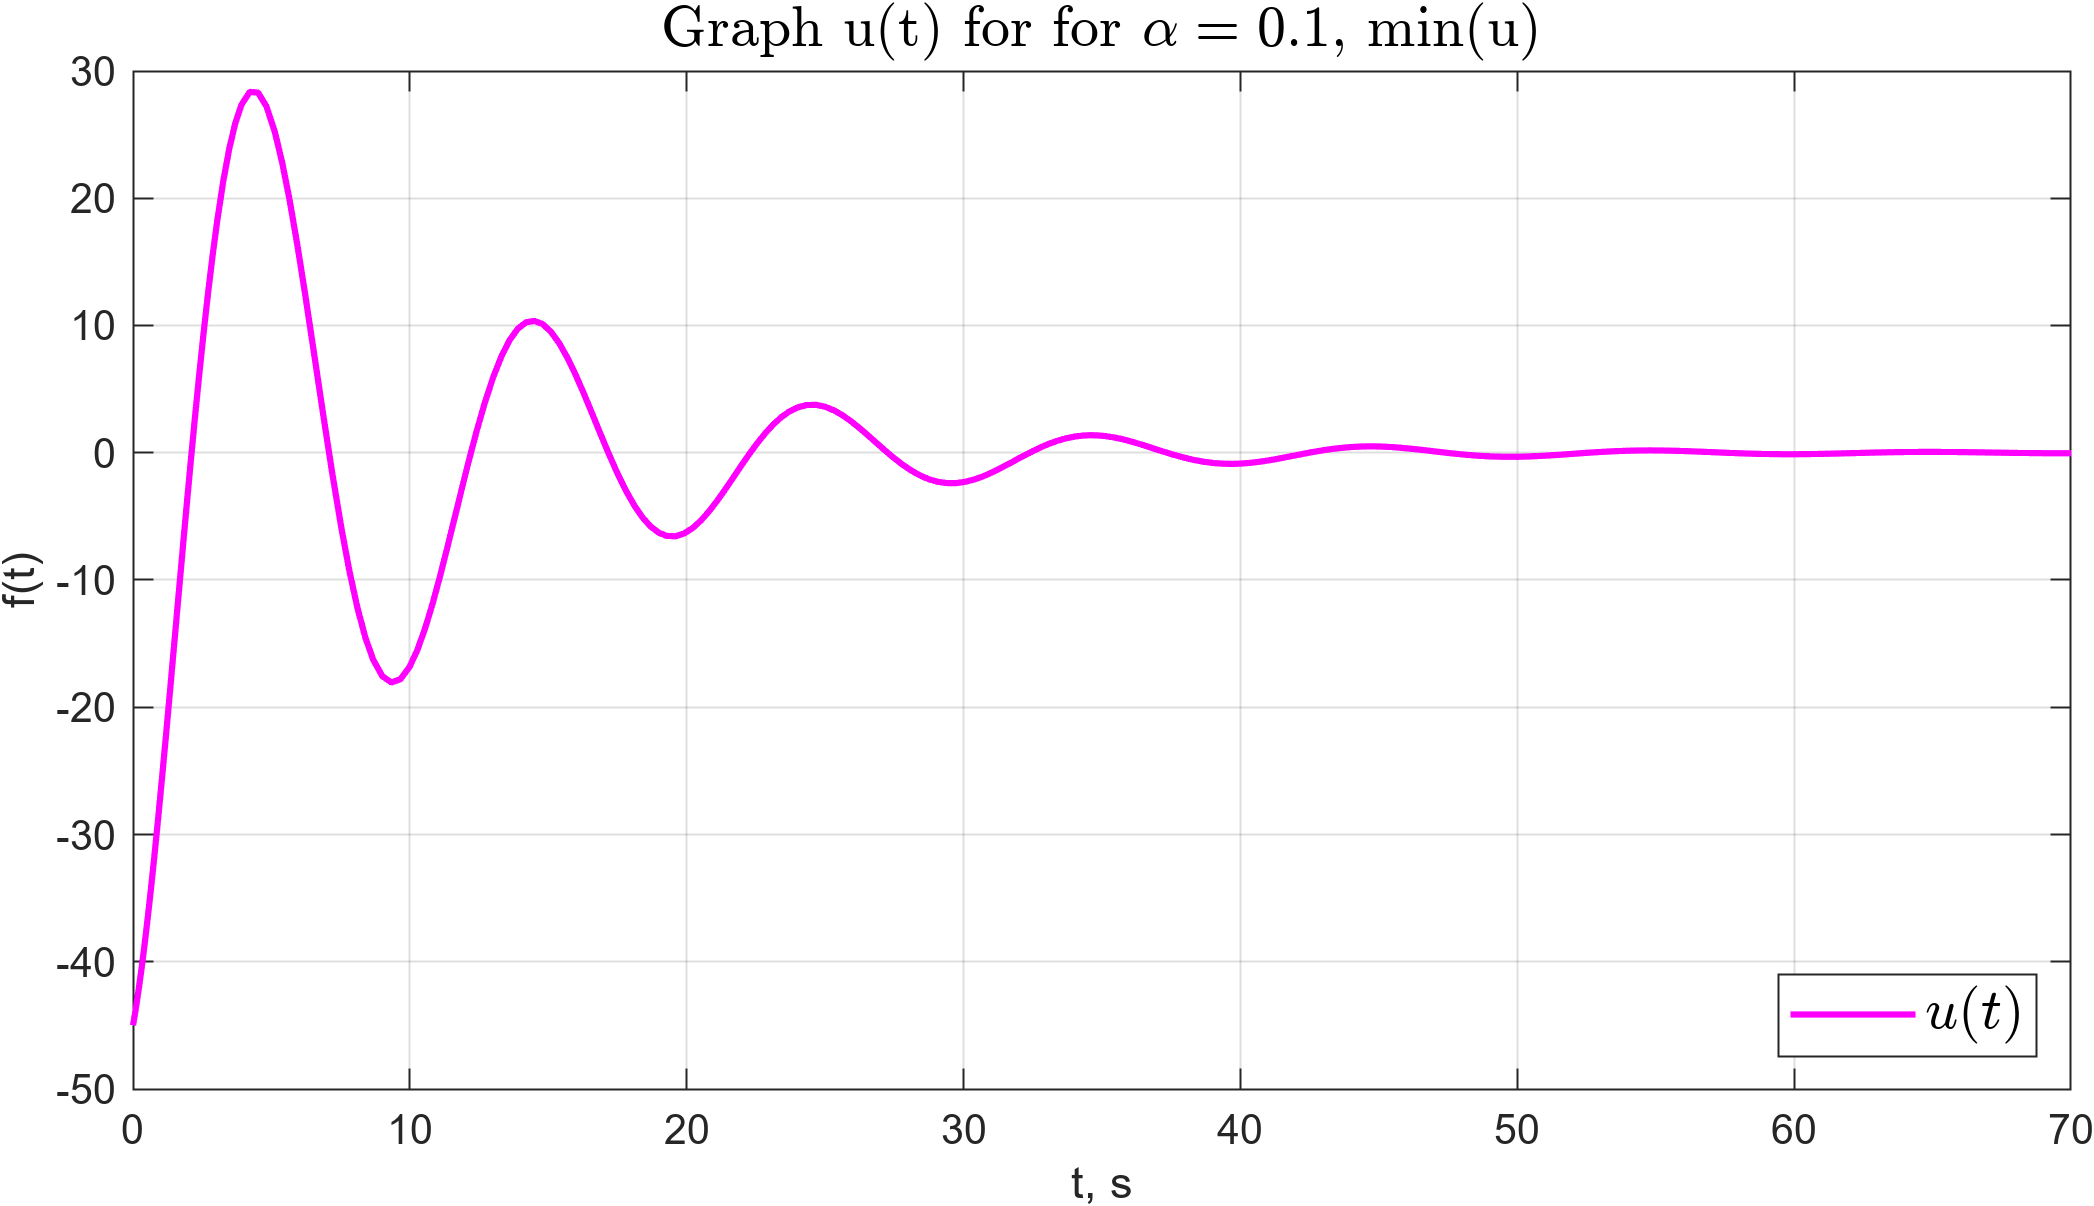 Graph u(t) for for α = 0.1, min(u)
30
20
10
0
-10
-20
-30
-40
-50
f(t)
0 10 20 30 40 50 60 70
t, s
u(t)